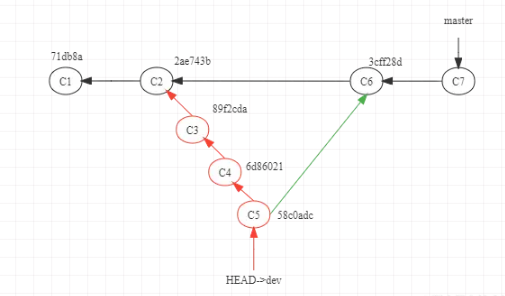 master
71db8a
2ae743b
3cff28d
C1
C2
C6
C7
89f2cda
C3
C4
6d86021
C5
58c0adc
HEAD->dev